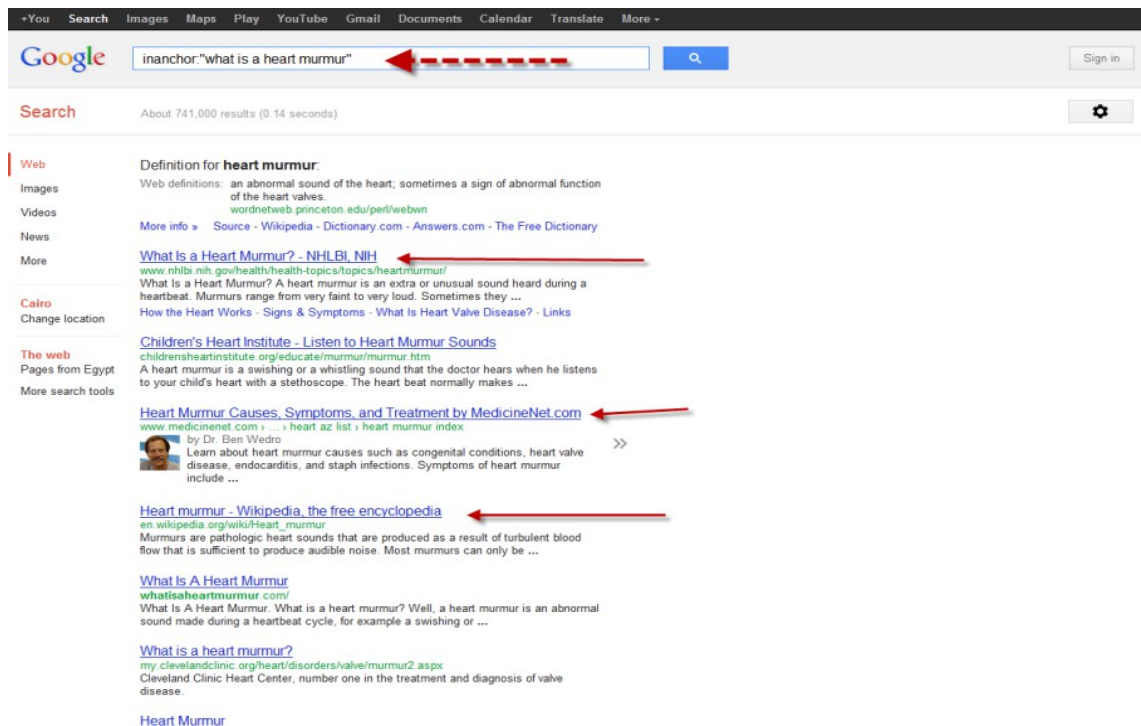 +You Search Images Maps Play YouTube Gmail Documents Calendar Translate More
Google
inanchor:"what is a heart murmur"
Sign in
Search
About 741,000 results (0.14 seconds)
Web
Images
Videos
News
More
Cairo
Change location
The web
Pages from Egypt
More search tools
Definition for heart murmur:
Web definitions: an abnormal sound of the heart; sometimes a sign of abnormal function
of the heart valves.
wordnetweb.princeton.edu/perl/webwn
More info » Source - Wikipedia - Dictionary.com - Answers.com - The Free Dictionary
What Is a Heart Murmur? - NHLBI, NIH
www.nhlbi.nih.gov/health/health-topics/topics/heartmurmur/
What Is a Heart Murmur? A heart murmur is an extra or unusual sound heard during a
heartbeat. Murmurs range from very faint to very loud. Sometimes they ...
How the Heart Works - Signs & Symptoms - What Is Heart Valve Disease? - Links
Children's Heart Institute - Listen to Heart Murmur Sounds
childrensheartinstitute.org/educate/murmur/murmur.htm
A heart murmur is a swishing or a whistling sound that the doctor hears when he listens
to your child's heart with a stethoscope. The heart beat normally makes ...
Heart Murmur Causes, Symptoms, and Treatment by MedicineNet.com
www.medicinenet.com › ... › heart az list › heart murmur index
by Dr. Ben Wedro
Learn about heart murmur causes such as congenital conditions, heart valve
disease, endocarditis, and staph infections. Symptoms of heart murmur
include ...
Heart murmur - Wikipedia, the free encyclopedia
en.wikipedia.org/wiki/Heart_murmur
Murmurs are pathologic heart sounds that are produced as a result of turbulent blood
flow that is sufficient to produce audible noise. Most murmurs can only be ...
What Is A Heart Murmur
whatisaheartmurmur.com/
What Is A Heart Murmur. What is a heart murmur? Well, a heart murmur is an abnormal
sound made during a heartbeat cycle, for example a swishing or ...
What is a heart murmur?
my.clevelandclinic.org/heart/disorders/valve/murmur2.aspx
Cleveland Clinic Heart Center, number one in the treatment and diagnosis of valve
disease.
Heart Murmur